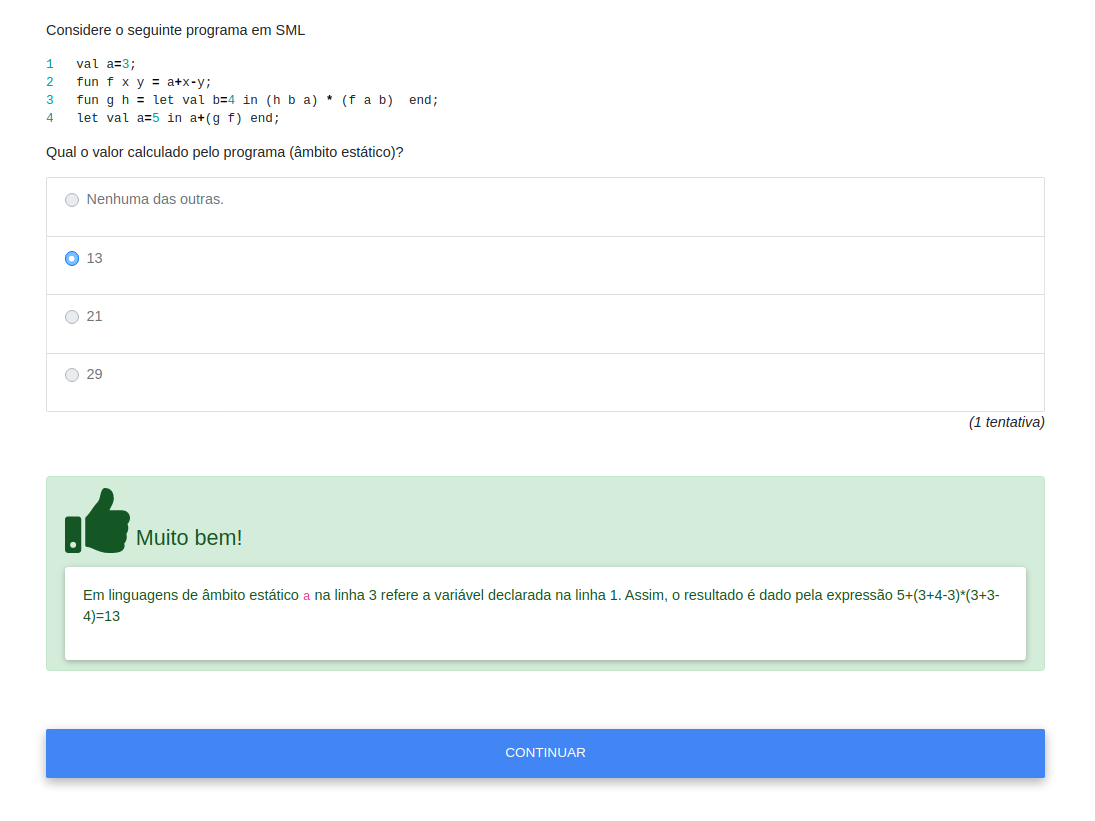 Considere o seguinte programa em SML
1 val a=3;
2 fun f x y = a+x-y;
3 fun g h = let val b=4 in (h b a) * (f a b)  end;
4 let val a=5 in a+(g f) end;
Qual o valor calculado pelo programa (âmbito estático)?
Nenhuma das outras.
13
21
29
(1 tentativa)
Muito bem!
Em linguagens de âmbito estático a na linha 3 refere a variável declarada na linha 1. Assim, o resultado é dado pela expressão 5+(3+4-3)*(3+3-
4)=13
CONTINUAR